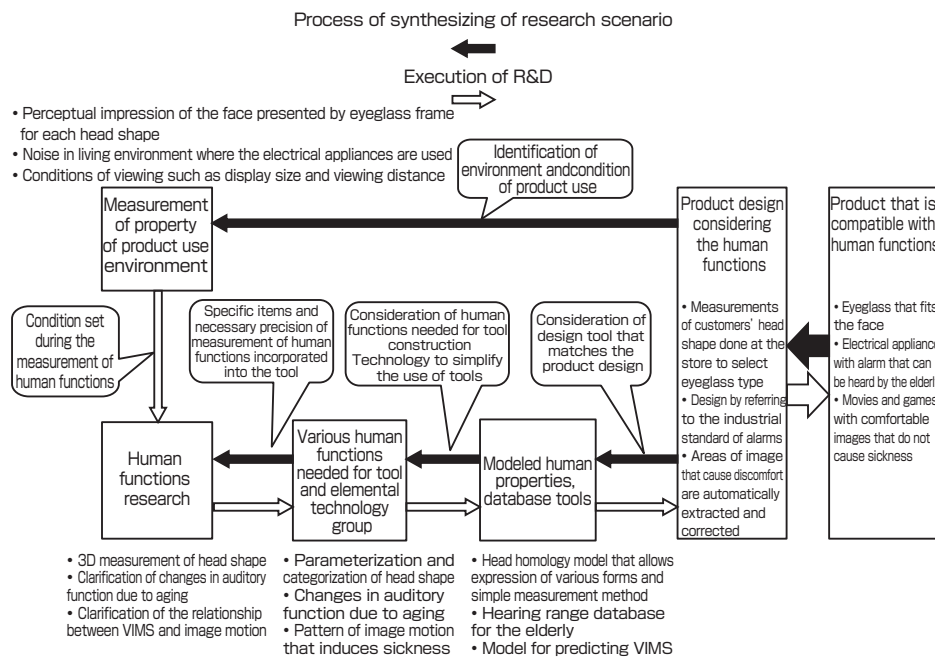 Process of synthesizing of research scenario
Execution of R&D
• Perceptual impression of the face presented by eyeglass frame
for each head shape
• Noise in living environment where the electrical appliances are used
• Conditions of viewing such as display size and viewing distance
Identification of
environment andcondition
of product use
Measurement
of property
of product use
environment
Product design
considering
the human
functions
• Measurements
of customers' head
shape done at the
store to select
eyeglass type
• Design by referring
to the industrial
standard of alarms
• Areas of image
that cause discomfort
are automatically
extracted and
corrected
Product that is
compatible with
human functions
• Eyeglass that fits
the face
• Electrical appliance
with alarm that can
be heard by the elderly
• Movies and games
with comfortable
images that do not
cause sickness
Condition set
during the
measurement of
human functions
Specific items and
necessary precision of
measurement of human
functions incorporated
into the tool
Consideration of human
functions needed for tool
construction
Technology to simplify
the use of tools
Consideration of
design tool that
matches the
product design
Human
functions
research
Various human
functions
needed for tool
and elemental
technology
group
Modeled human
properties,
database tools
• 3D measurement of head shape
• Clarification of changes in auditory
function due to aging
• Clarification of the relationship
between VIMS and image motion
• Parameterization and
categorization of head shape
• Changes in auditory
function due to aging
• Pattern of image motion
that induces sickness
• Head homology model that allows
expression of various forms and
simple measurement method
• Hearing range database
for the elderly
• Model for predicting VIMS